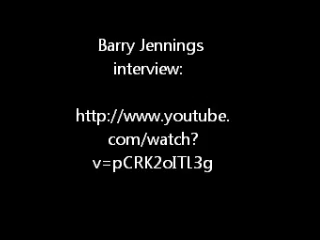 Barry Jennings
interview:
http://www.youtube.
com/watch?
v=pCRK2oITL3g